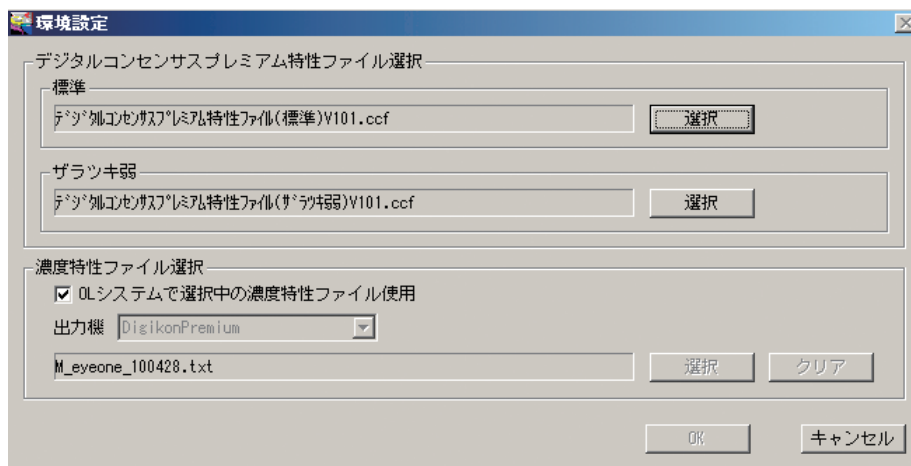 環境設定
デジタルコンセンサスプレミアム特性ファイル選択
標準
ﾃﾞｼﾞﾀﾙｺﾝｾﾝｻｽﾌﾟﾚﾐｱﾑ特性ﾌｧｲﾙ(標準)V101.ccf
選択
ザラツキ弱
ﾃﾞｼﾞﾀﾙｺﾝｾﾝｻｽﾌﾟﾚﾐｱﾑ特性ﾌｧｲﾙ(ｻﾞﾗﾂｷ弱)V101.ccf
選択
濃度特性ファイル選択
OLシステムで選択中の濃度特性ファイル使用
出力機 DigikonPremium
M_eyeone_100428.txt
選択 クリア
OK キャンセル